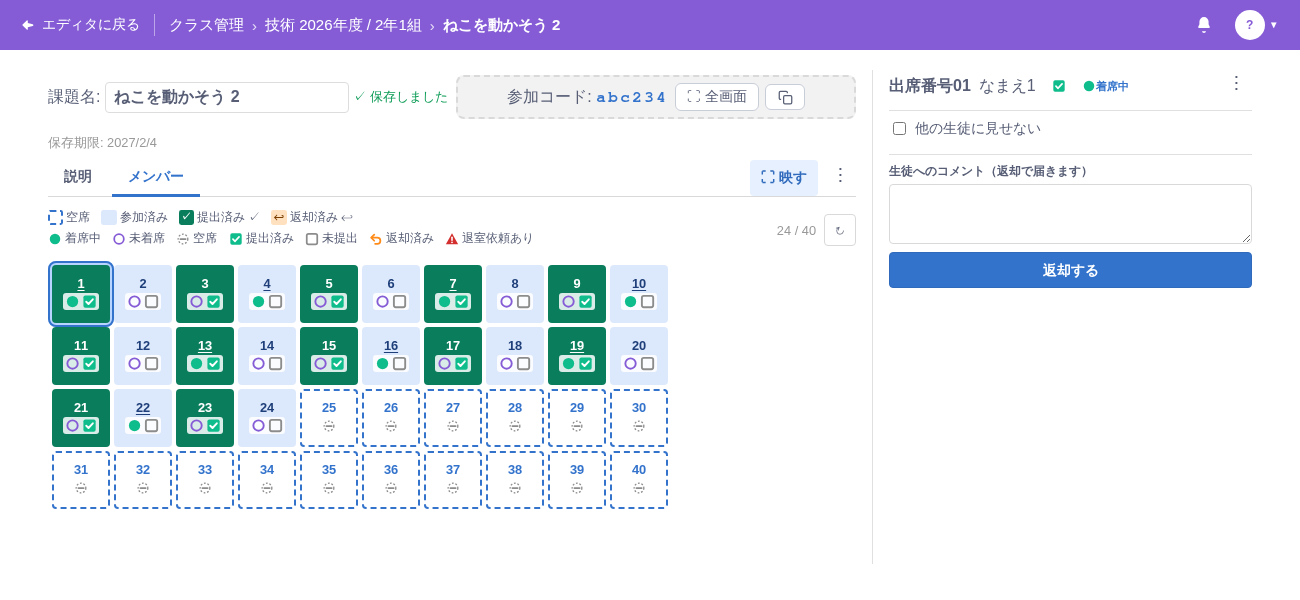 エディタに戻る クラス管理 › 技術 2026年度 / 2年1組 › ねこを動かそう 2 ? ▼
課題名: ねこを動かそう 2 ✓ 保存しました 参加コード: abc234 全画面
保存期限: 2027/2/4
説明 メンバー 映す ⋮
空席 参加済み 提出済み ✓ 返却済み ↩
着席中 未着席 空席 提出済み 未提出 返却済み 退室依頼あり
24 / 40
1 2 3 4 5 6 7 8 9 10
11 12 13 14 15 16 17 18 19 20
21 22 23 24 25 26 27 28 29 30
31 32 33 34 35 36 37 38 39 40
出席番号01 なまえ1 着席中 ⋮
他の生徒に見せない
生徒へのコメント（返却で届きます）
返却する